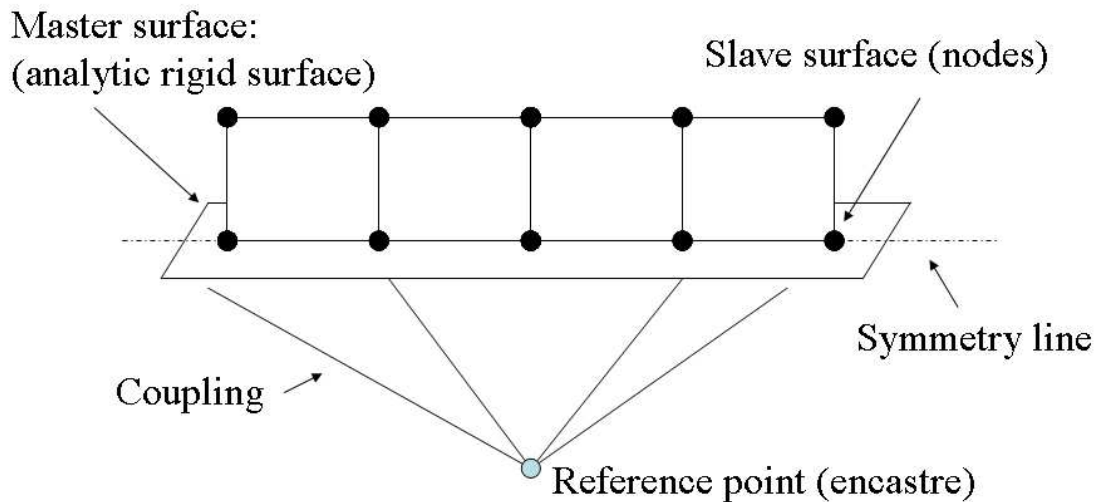 Master surface:
(analytic rigid surface)
Slave surface (nodes)
Symmetry line
Coupling
Reference point (encastre)